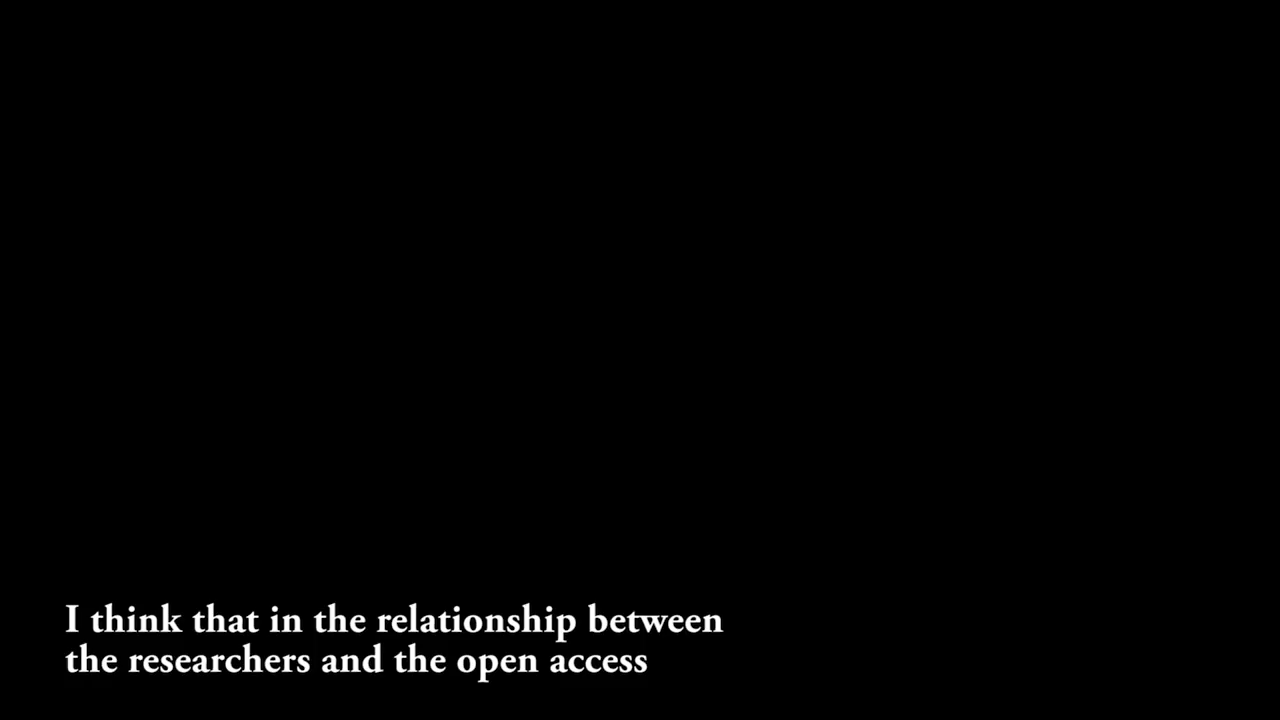 I think that in the relationship between
the researchers and the open access